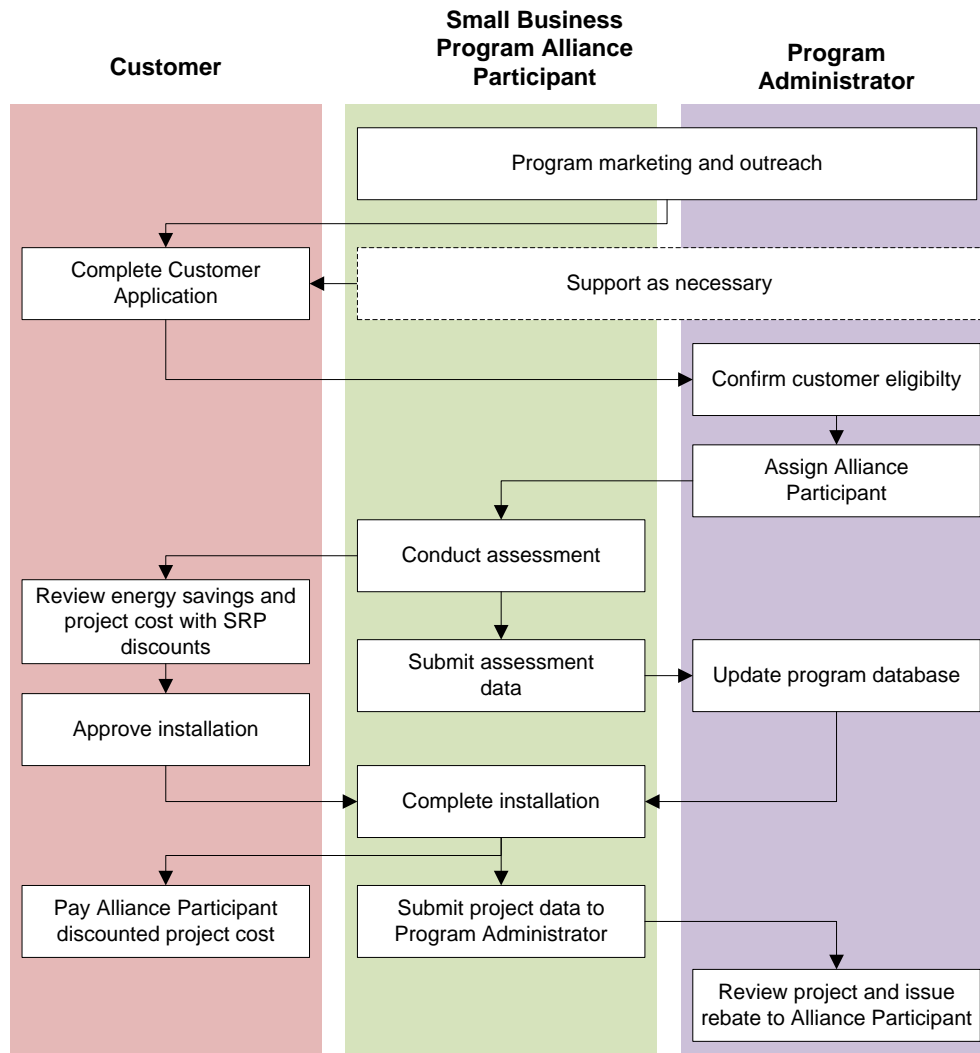 Customer
Small Business
Program Alliance
Participant
Program
Administrator
Program marketing and outreach
Complete Customer
Application
Support as necessary
Confirm customer eligibilty
Assign Alliance
Participant
Conduct assessment
Review energy savings and
project cost with SRP
discounts
Submit assessment
data
Update program database
Approve installation
Complete installation
Pay Alliance Participant
discounted project cost
Submit project data to
Program Administrator
Review project and issue
rebate to Alliance Participant